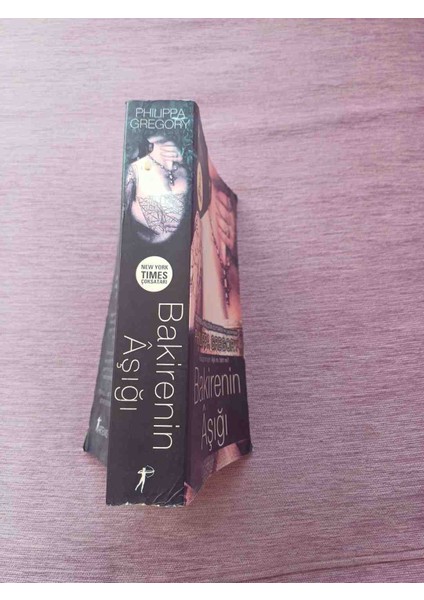 PHILIPPA
GREGORY
NEW YORK
TIMES
ÇOKSATARI
Bakirenin
Âşığı
Bakirenin
Âşığı